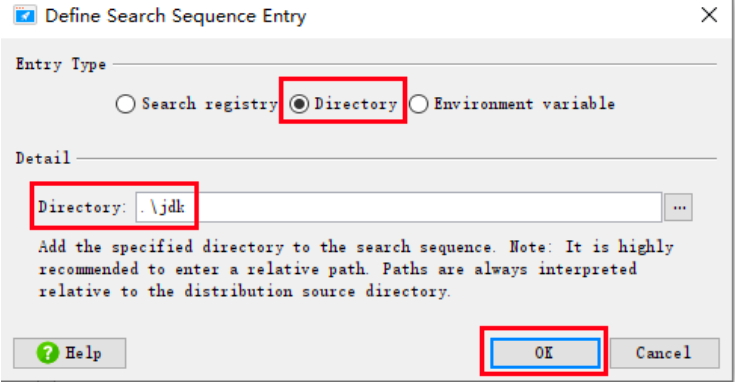 Define Search Sequence Entry
Entry Type
Search registry Directory Environment variable
Detail
Directory: .\jdk ...
Add the specified directory to the search sequence. Note: It is highly
recommended to enter a relative path. Paths are always interpreted
relative to the distribution source directory.
? Help OK Cancel